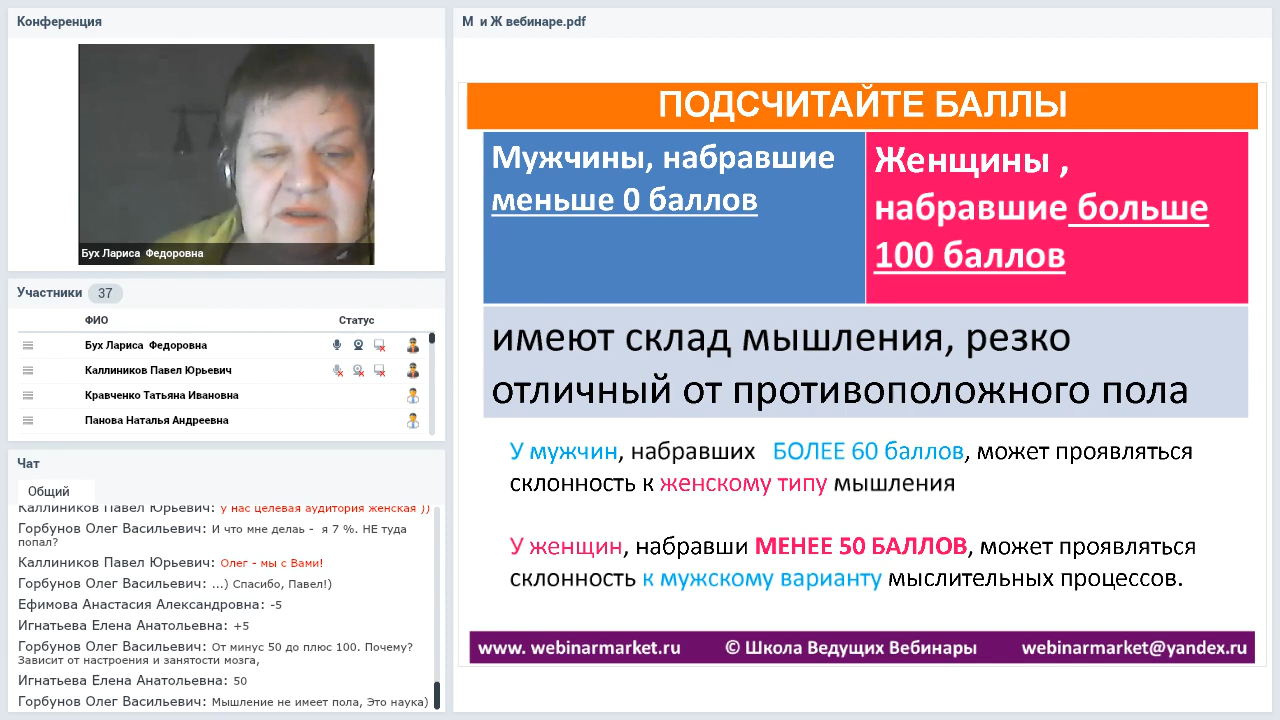 Конференция
Бух Лариса Федоровна
Участники 37
ФИО Статус
Бух Лариса Федоровна
Каллиников Павел Юрьевич
Кравченко Татьяна Ивановна
Панова Наталья Андреевна
Чат
Общий
Каллиников Павел Юрьевич: у нас целевая аудитория женская ))
Горбунов Олег Васильевич: И что мне делаь - я 7 %. НЕ туда
попал?
Каллиников Павел Юрьевич: Олег - мы с Вами!
Горбунов Олег Васильевич: ...) Спасибо, Павел!)
Ефимова Анастасия Александровна: -5
Игнатьева Елена Анатольевна: +5
Горбунов Олег Васильевич: От минус 50 до плюс 100. Почему?
Зависит от настроения и занятости мозга,
Игнатьева Елена Анатольевна: 50
Горбунов Олег Васильевич: Мышление не имеет пола, Это наука)
М и Ж вебинаре.pdf
ПОДСЧИТАЙТЕ БАЛЛЫ
Мужчины, набравшие
меньше 0 баллов
Женщины ,
набравшие больше
100 баллов
имеют склад мышления, резко
отличный от противоположного пола
У мужчин, набравших БОЛЕЕ 60 баллов, может проявляться
склонность к женскому типу мышления
У женщин, набравши МЕНЕЕ 50 БАЛЛОВ, может проявляться
склонность к мужскому варианту мыслительных процессов.
www. webinarmarket.ru © Школа Ведущих Вебинары webinarmarket@yandex.ru